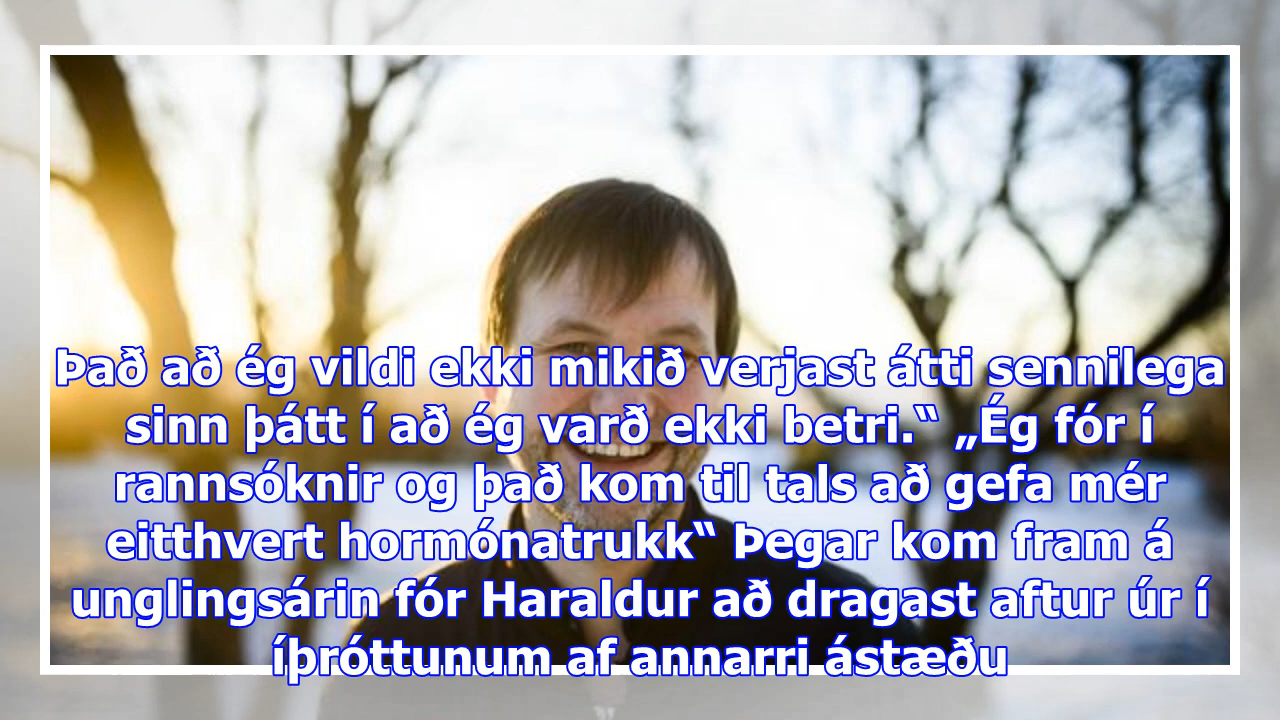 Það að ég vildi ekki mikið verjast átti sennilega
sinn þátt í að ég varð ekki betri.“ „Ég fór í
rannsóknir og það kom til tals að gefa mér
eitthvert hormónatrukk“ Þegar kom fram á
unglingsárin fór Haraldur að dragast aftur úr í
íþróttunum af annarri ástæðu